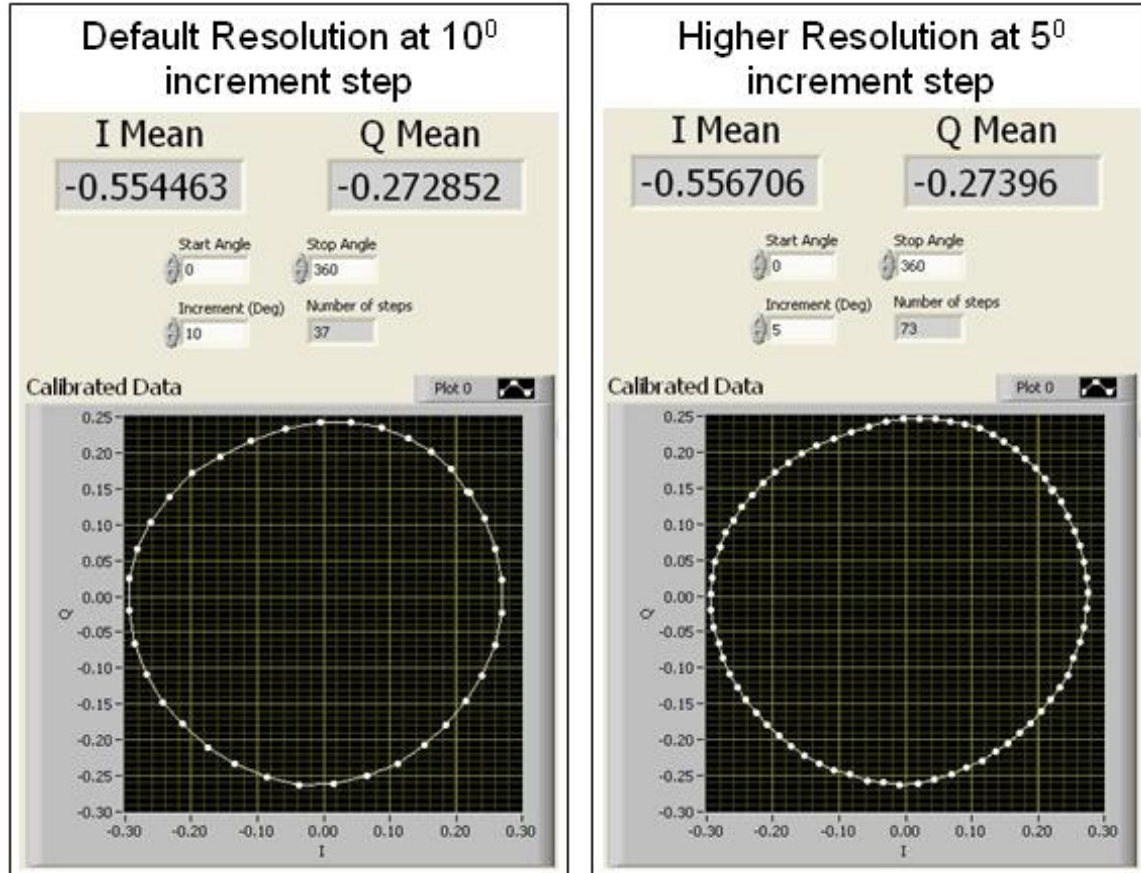 Default Resolution at 10⁰
increment step
I Mean
Q Mean
-0.554463
-0.272852
Start Angle
Stop Angle
0
360
Increment (Deg)
Number of steps
10
37
Calibrated Data
Plot 0
0.25
0.20
0.15
0.10
0.05
0.00
-0.05
-0.10
-0.15
-0.20
-0.25
-0.30
Q
-0.30
-0.20
-0.10
0.00
0.10
0.20
0.30
I
Higher Resolution at 5⁰
increment step
I Mean
Q Mean
-0.556706
-0.27396
Start Angle
Stop Angle
0
360
Increment (Deg)
Number of steps
5
73
Calibrated Data
Plot 0
0.25
0.20
0.15
0.10
0.05
0.00
-0.05
-0.10
-0.15
-0.20
-0.25
-0.30
Q
-0.30
-0.20
-0.10
0.00
0.10
0.20
0.30
I